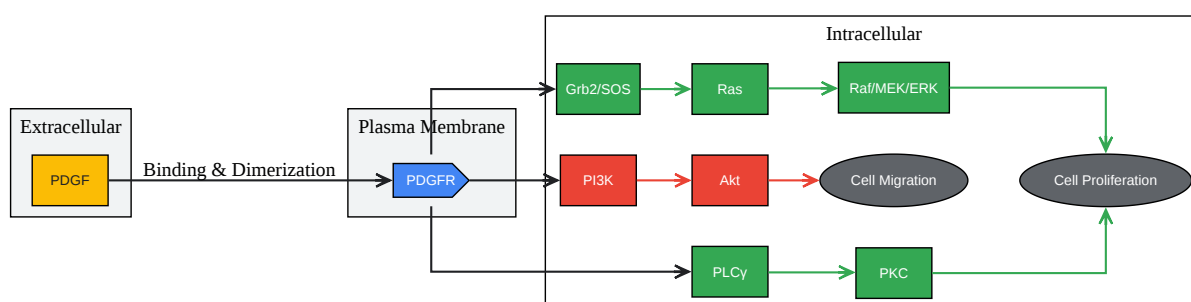 Intracellular
Grb2/SOS
Ras
Raf/MEK/ERK
Extracellular
Plasma Membrane
Binding & Dimerization
PDGF
PDGFR
PI3K
Akt
Cell Migration
Cell Proliferation
PLCγ
PKC